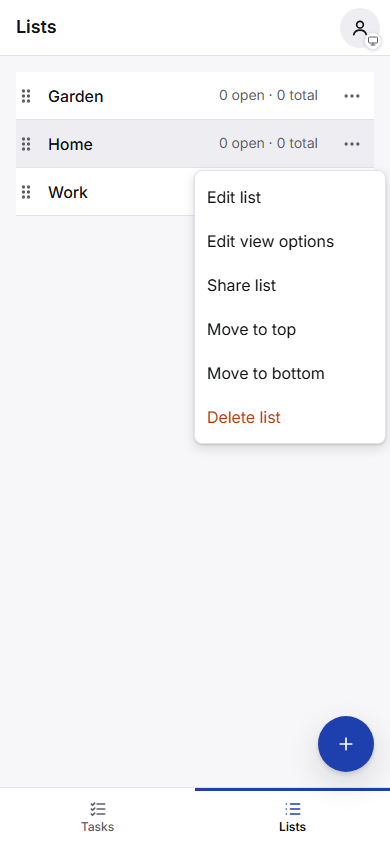 Lists
Garden 0 open · 0 total
Home 0 open · 0 total
Work
Edit list
Edit view options
Share list
Move to top
Move to bottom
Delete list
Tasks Lists